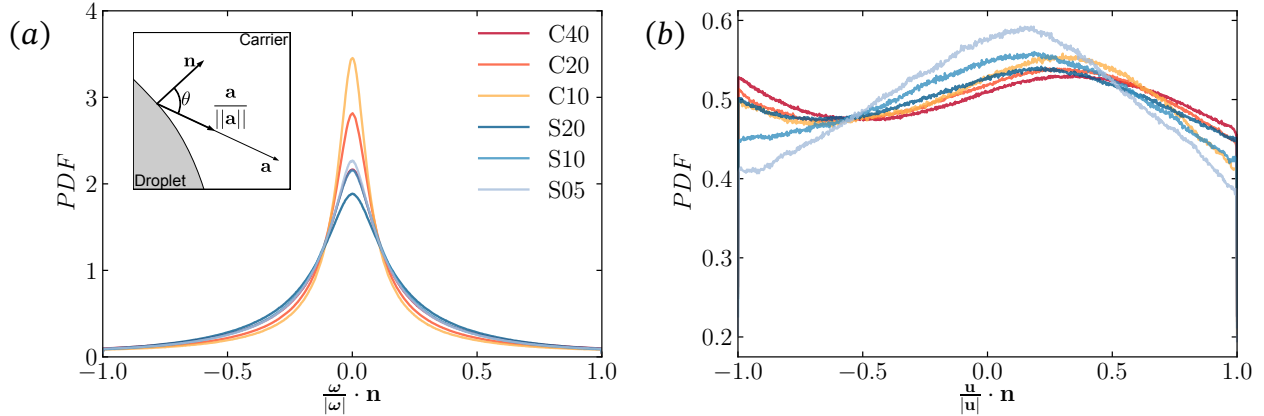 (a)
PDF
4
3
2
1
0
−1.0 −0.5 0.0 0.5 1.0
ω/|ω| · n
Carrier
n
θ
a/||a||
a
Droplet
C40
C20
C10
S20
S10
S05
(b)
PDF
0.6
0.5
0.4
0.3
0.2
−1.0 −0.5 0.0 0.5 1.0
u/|u| · n